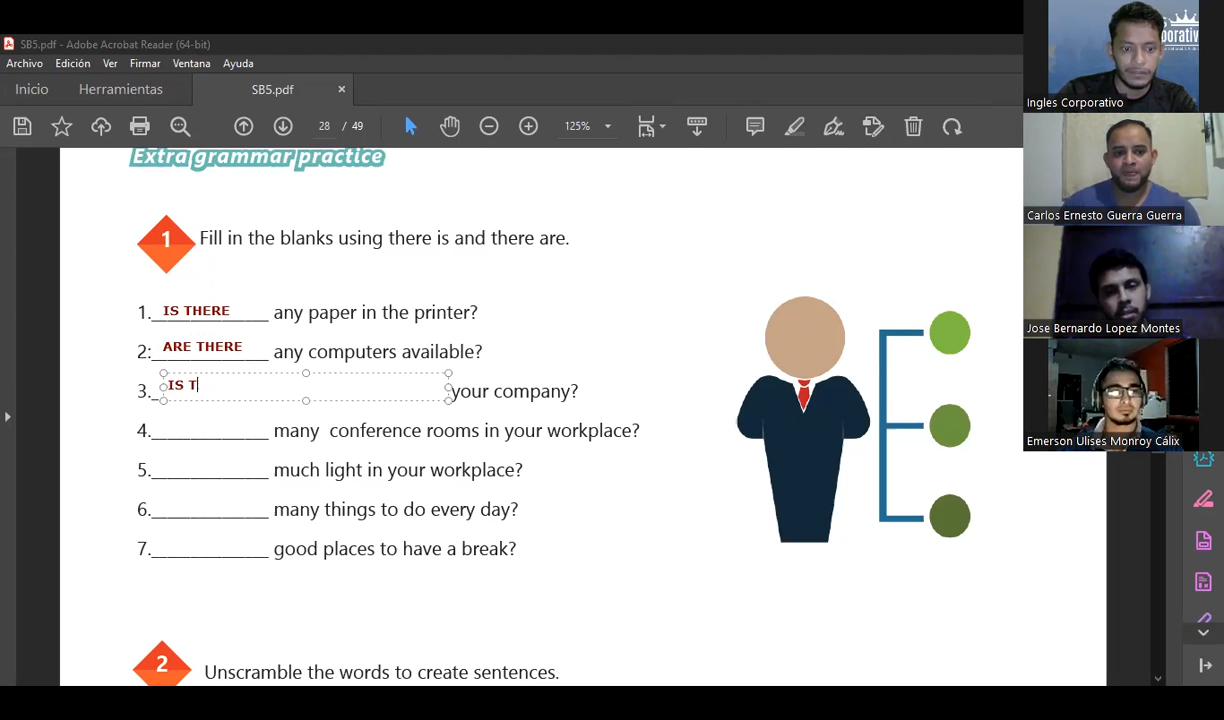 SB5.pdf - Adobe Acrobat Reader (64-bit)
Archivo Edición Ver Firmar Ventana Ayuda
Inicio Herramientas SB5.pdf ×
28 / 49 125%
Extra grammar practice
1 Fill in the blanks using there is and there are.
1. IS THERE any paper in the printer?
2: ARE THERE any computers available?
3. IS T your company?
4.____________ many conference rooms in your workplace?
5.____________ much light in your workplace?
6.____________ many things to do every day?
7.____________ good places to have a break?
2 Unscramble the words to create sentences.
porativ
Ingles Corporativo
Carlos Ernesto Guerra Guerra
Jose Bernardo Lopez Montes
Emerson Ulises Monroy Cálix